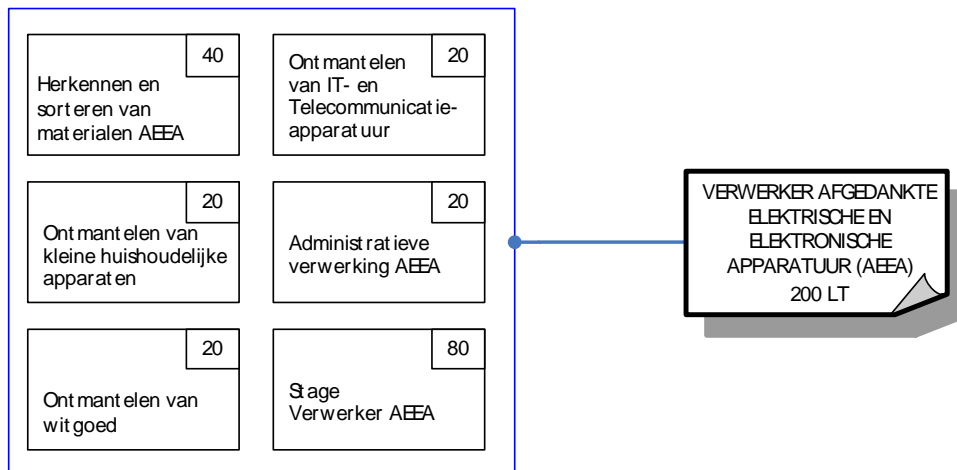 40
Herkennen en
sorteren van
materialen AEEA
20
Ontmantelen
van IT- en
Telecommunicatie-
apparatuur
20
Ontmantelen van
kleine huishoudelijke
apparaten
20
Administratieve
verwerking AEEA
20
Ontmantelen van
witgoed
80
Stage
Verwerker AEEA
VERWERKER AFGEDANKTE
ELEKTRISCHE EN
ELEKTRONISCHE
APPARATUUR (AEEA)
200 LT